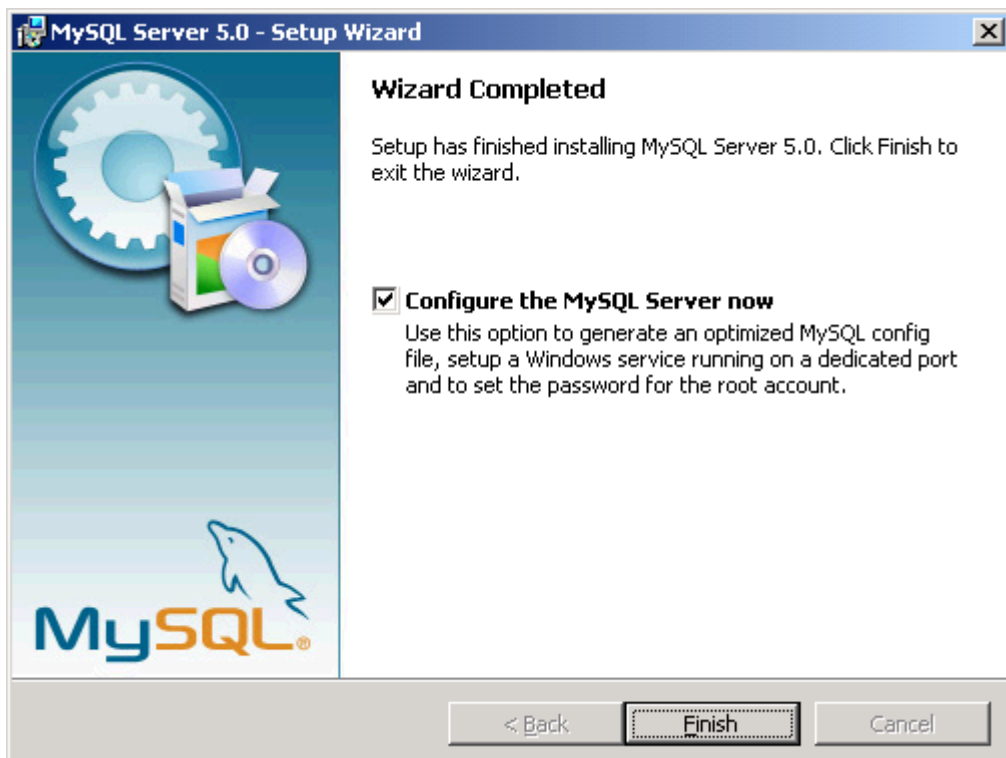 MySQL Server 5.0 - Setup Wizard
Wizard Completed
Setup has finished installing MySQL Server 5.0. Click Finish to
exit the wizard.
Configure the MySQL Server now
Use this option to generate an optimized MySQL config
file, setup a Windows service running on a dedicated port
and to set the password for the root account.
MySQL®
< Back
Finish
Cancel